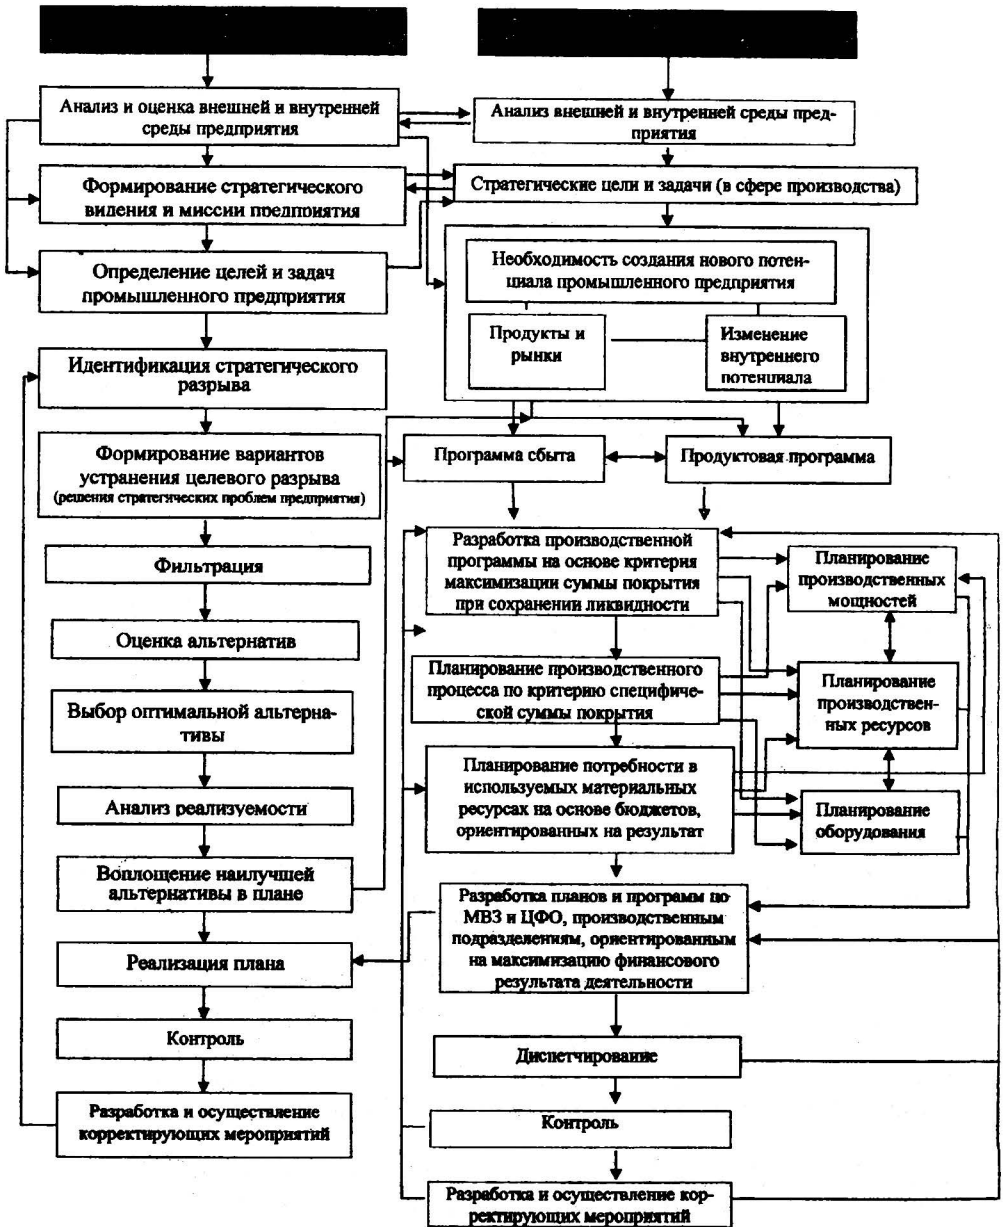 Анализ и оценка внешней и внутренней
среды предприятия
Формирование стратегического
видения и миссии предприятия
Определение целей и задач
промышленного предприятия
Идентификация стратегического
разрыва
Формирование вариантов
устранения целевого разрыва
(решения стратегических проблем предприятия)
Фильтрация
Оценка альтернатив
Выбор оптимальной альтерна-
тивы
Анализ реализуемости
Воплощение наилучшей
альтернативы в плане
Реализация плана
Контроль
Разработка и осуществление
корректирующих мероприятий
Анализ внешней и внутренней среды пред-
приятия
Стратегические цели и задачи (в сфере производства)
Необходимость создания нового потен-
циала промышленного предприятия
Продукты и
рынки
Изменение
внутреннего
потенциала
Программа сбыта
Продуктовая программа
Разработка производственной
программы на основе критерия
максимизации суммы покрытия
при сохранении ликвидности
Планирование производственного
процесса по критерию специфиче-
ской суммы покрытия
Планирование потребности в
используемых материальных
ресурсах на основе бюджетов,
ориентированных на результат
Планирование
производственных
мощностей
Планирование
производствен-
ных ресурсов
Планирование
оборудования
Разработка планов и программ по
МВЗ и ЦФО, производственным
подразделениям, ориентированным
на максимизацию финансового
результата деятельности
Диспетчирование
Контроль
Разработка и осуществление кор-
ректирующих мероприятий